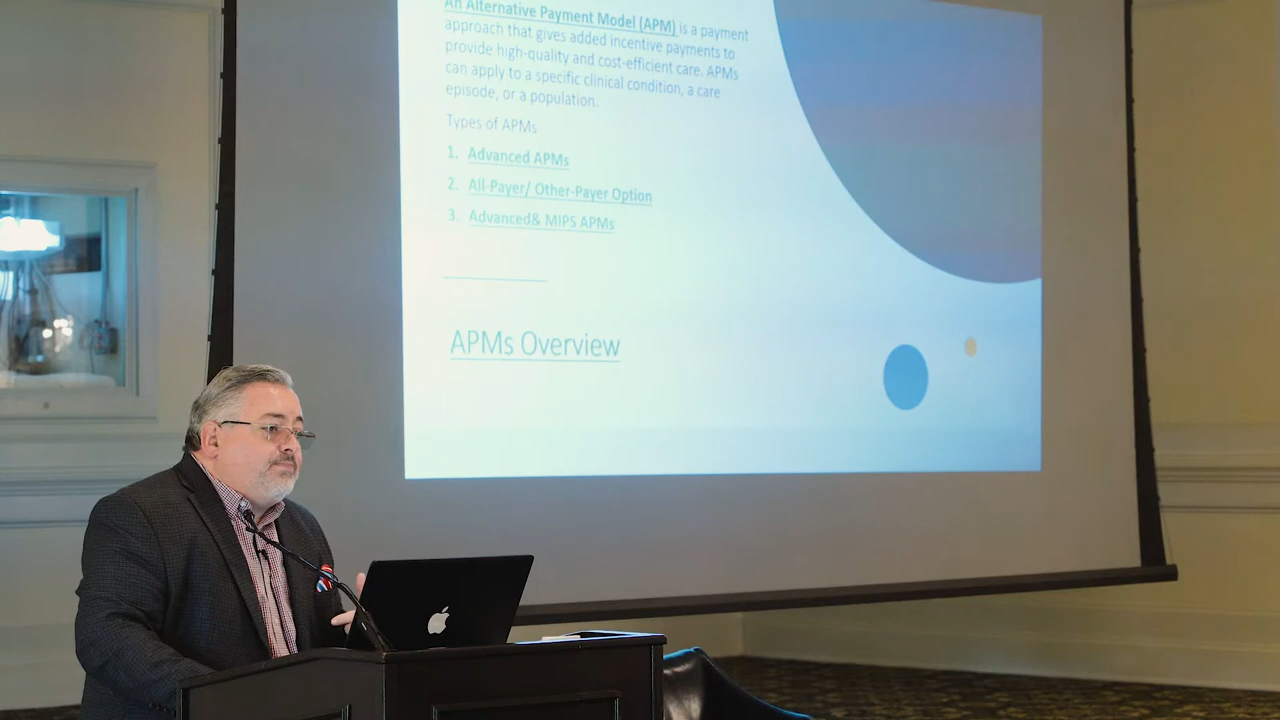 An Alternative Payment Model (APM) is a payment
approach that gives added incentive payments to
provide high-quality and cost-efficient care. APMs
can apply to a specific clinical condition, a care
episode, or a population.
Types of APMs
1. Advanced APMs
2. All-Payer/ Other-Payer Option
3. Advanced& MIPS APMs
APMs Overview